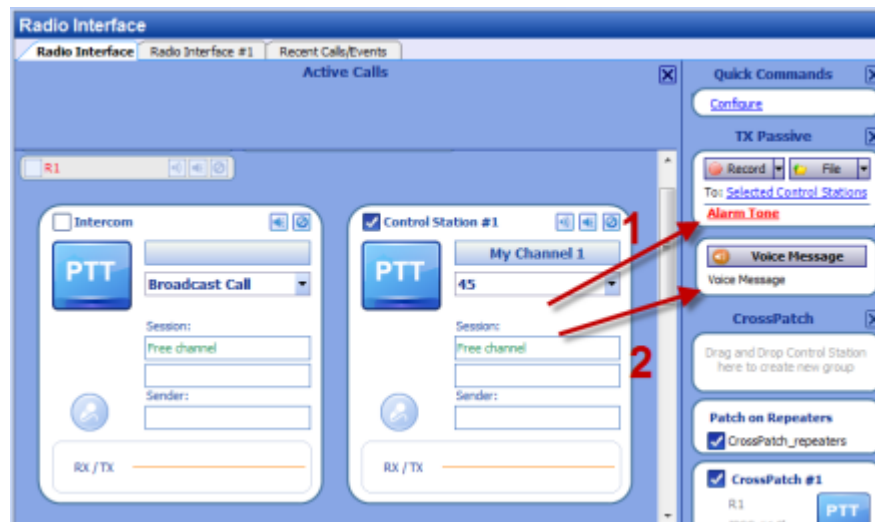 Radio Interface
Radio Interface
Radio Interface #1
Recent Calls/Events
Active Calls
R1
Intercom
PTT
Broadcast Call
Session:
Free channel
Sender:
RX / TX
Control Station #1
PTT
My Channel 1
45
Session:
Free channel
Sender:
RX / TX
1
2
Quick Commands
Configure
TX Passive
Record
File
To: Selected Control Stations
Alarm Tone
Voice Message
Voice Message
CrossPatch
Drag and Drop Control Station
here to create new group
Patch on Repeaters
CrossPatch_repeaters
CrossPatch #1
R1
PTT